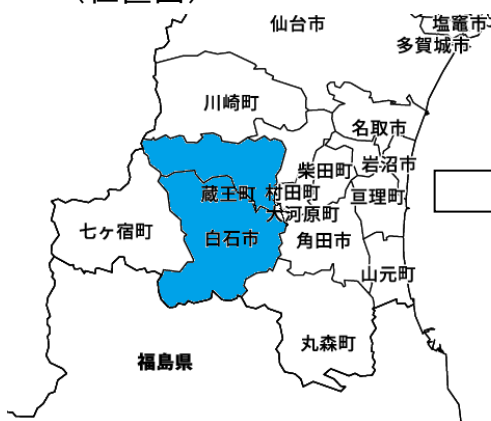 仙台市
塩竈市
多賀城市
川崎町
名取市
柴田町
岩沼市
蔵王町
村田町
亘理町
大河原町
七ヶ宿町
白石市
角田市
山元町
丸森町
福島県